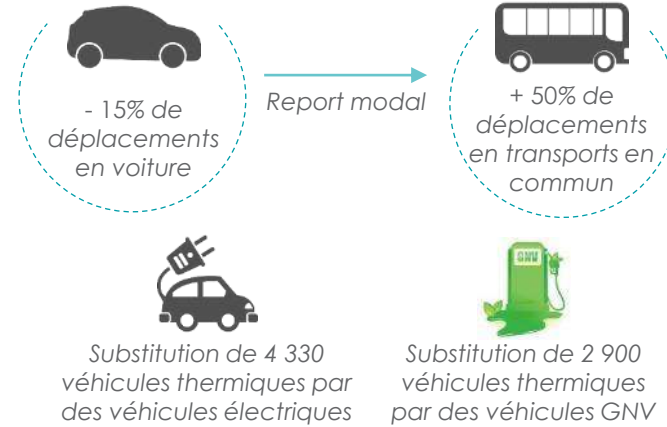 - 15% de
déplacements
en voiture
Report modal
+ 50% de
déplacements
en transports en
commun
GNV
Substitution de 4 330
véhicules thermiques par
des véhicules électriques
Substitution de 2 900
véhicules thermiques
par des véhicules GNV